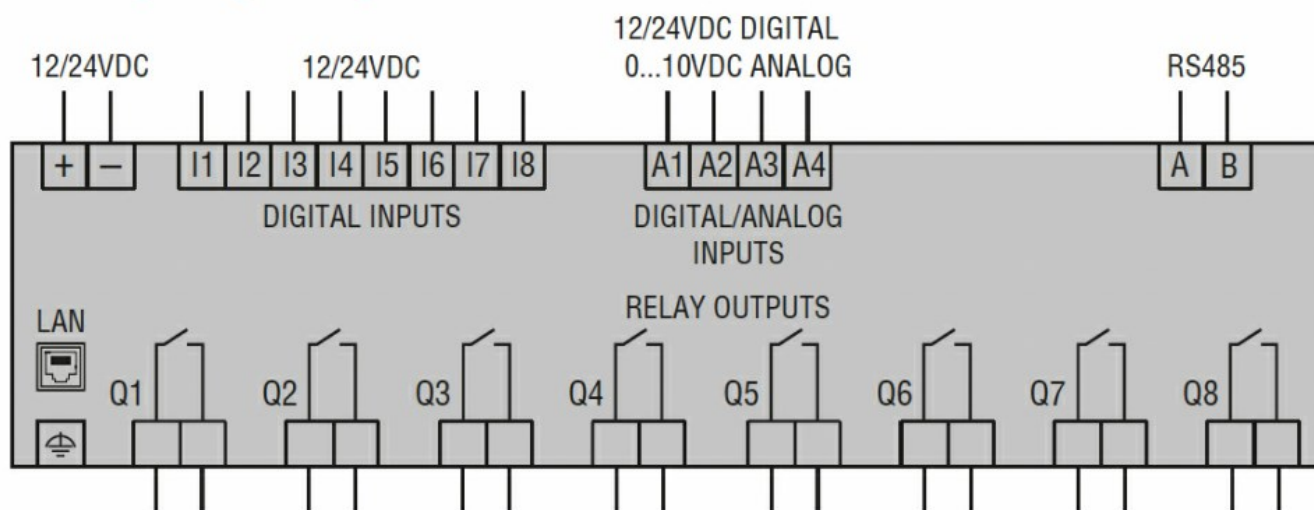 12/24VDC DIGITAL
12/24VDC 12/24VDC 0...10VDC ANALOG RS485
+ − I1 I2 I3 I4 I5 I6 I7 I8 A1 A2 A3 A4 A B
DIGITAL INPUTS DIGITAL/ANALOG
INPUTS
RELAY OUTPUTS
LAN
Q1 Q2 Q3 Q4 Q5 Q6 Q7 Q8